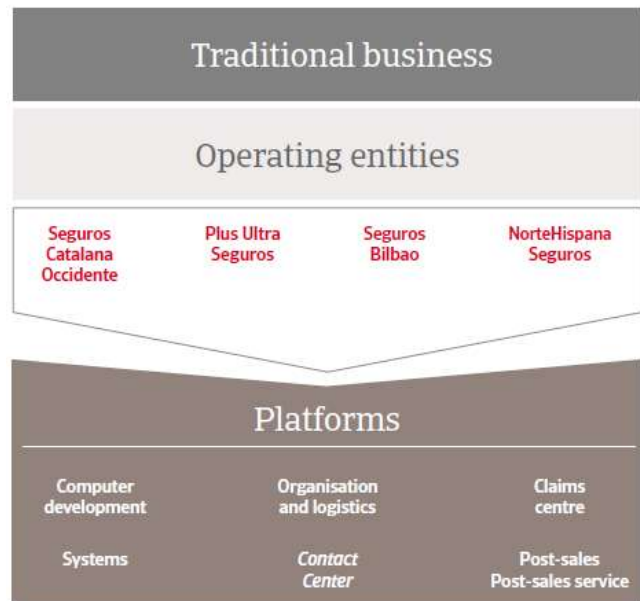 Traditional business
Operating entities
Seguros
Catalana
Occidente
Plus Ultra
Seguros
Seguros
Bilbao
NorteHispana
Seguros
Platforms
Computer
development
Organisation
and logistics
Claims
centre
Systems
Contact
Center
Post-sales
Post-sales service